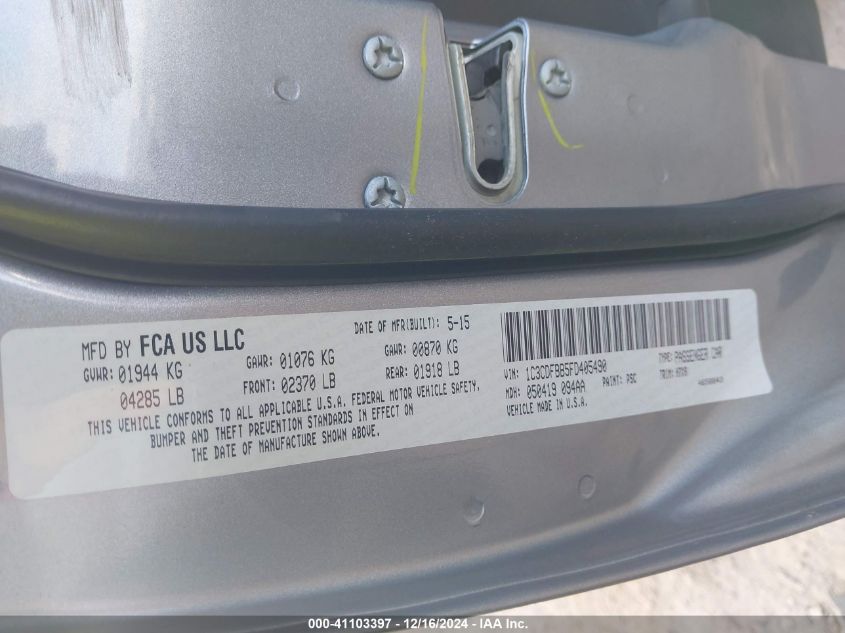 MFD BY FCA US LLC
DATE OF MFR(BUILT): 5-15
GVWR: 01944 KG
GAWR: 01076 KG
GAWR: 00870 KG
04285 LB
FRONT: 02370 LB
REAR: 01918 LB
THIS VEHICLE CONFORMS TO ALL APPLICABLE U.S.A. FEDERAL MOTOR VEHICLE SAFETY,
BUMPER AND THEFT PREVENTION STANDARDS IN EFFECT ON
THE DATE OF MANUFACTURE SHOWN ABOVE.
VIN: 1C3CDFBB5FD405490
TYPE: PASSENGER CAR
MDH: 050419 094AA
PAINT: PSC
TRIM:
VEHICLE MADE IN U.S.A.
000-41103397 - 12/16/2024 - IAA Inc.